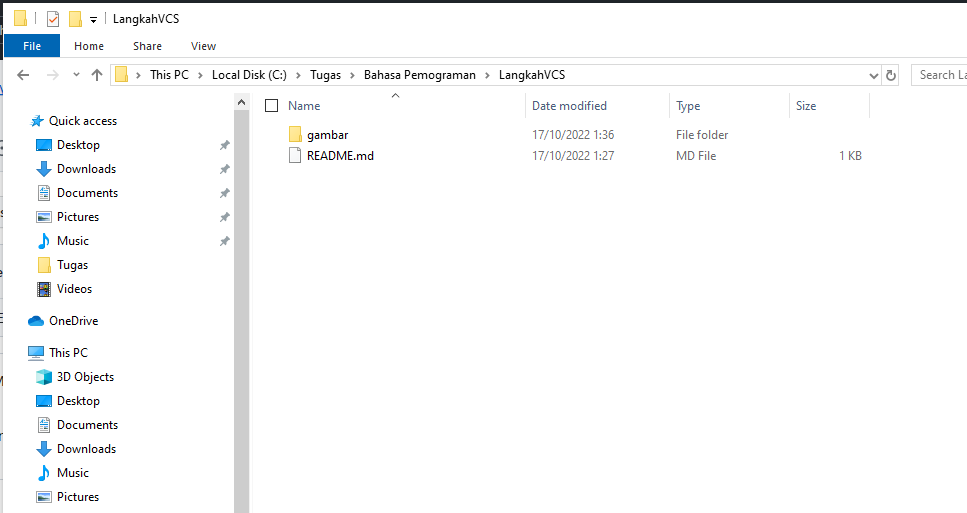 LangkahVCS
File Home Share View
This PC > Local Disk (C:) > Tugas > Bahasa Pemograman > LangkahVCS
Search La
Name Date modified Type Size
gambar 17/10/2022 1:36 File folder
README.md 17/10/2022 1:27 MD File 1 KB
Quick access
Desktop
Downloads
Documents
Pictures
Music
Tugas
Videos
OneDrive
This PC
3D Objects
Desktop
Documents
Downloads
Music
Pictures